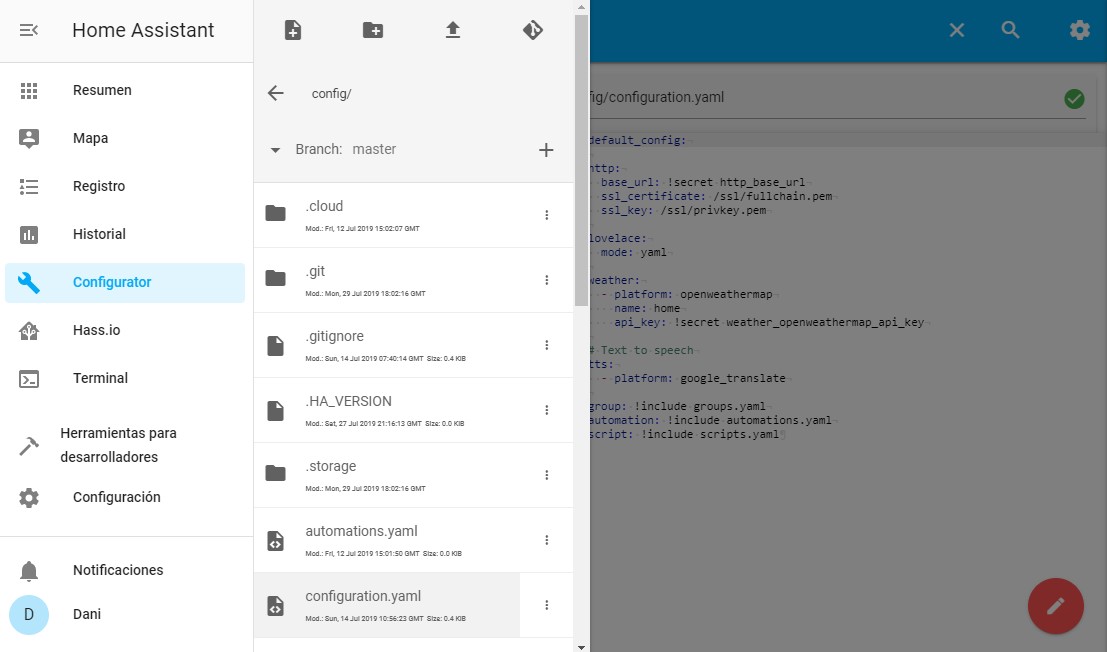 Home Assistant
Resumen
Mapa
Registro
Historial
Configurator
Hass.io
Terminal
Herramientas para
desarrolladores
Configuración
Notificaciones
D
Dani
config/
Branch: master
.cloud
Mod.: Fri, 12 Jul 2019 15:02:07 GMT
.git
Mod.: Mon, 29 Jul 2019 18:02:16 GMT
.gitignore
Mod.: Sun, 14 Jul 2019 07:40:14 GMT Size: 0.4 KiB
.HA_VERSION
Mod.: Sat, 27 Jul 2019 21:16:13 GMT Size: 0.0 KiB
.storage
Mod.: Mon, 29 Jul 2019 18:02:16 GMT
automations.yaml
Mod.: Fri, 12 Jul 2019 15:01:50 GMT Size: 0.0 KiB
configuration.yaml
Mod.: Sun, 14 Jul 2019 10:56:23 GMT Size: 0.4 KiB
fig/configuration.yaml
default_config:
http:
base_url: !secret http_base_url
ssl_certificate: /ssl/fullchain.pem
ssl_key: /ssl/privkey.pem
lovelace:
mode: yaml
weather:
- platform: openweathermap
name: home
api_key: !secret weather_openweathermap_api_key
# Text to speech
tts:
- platform: google_translate
group: !include groups.yaml
automation: !include automations.yaml
script: !include scripts.yaml